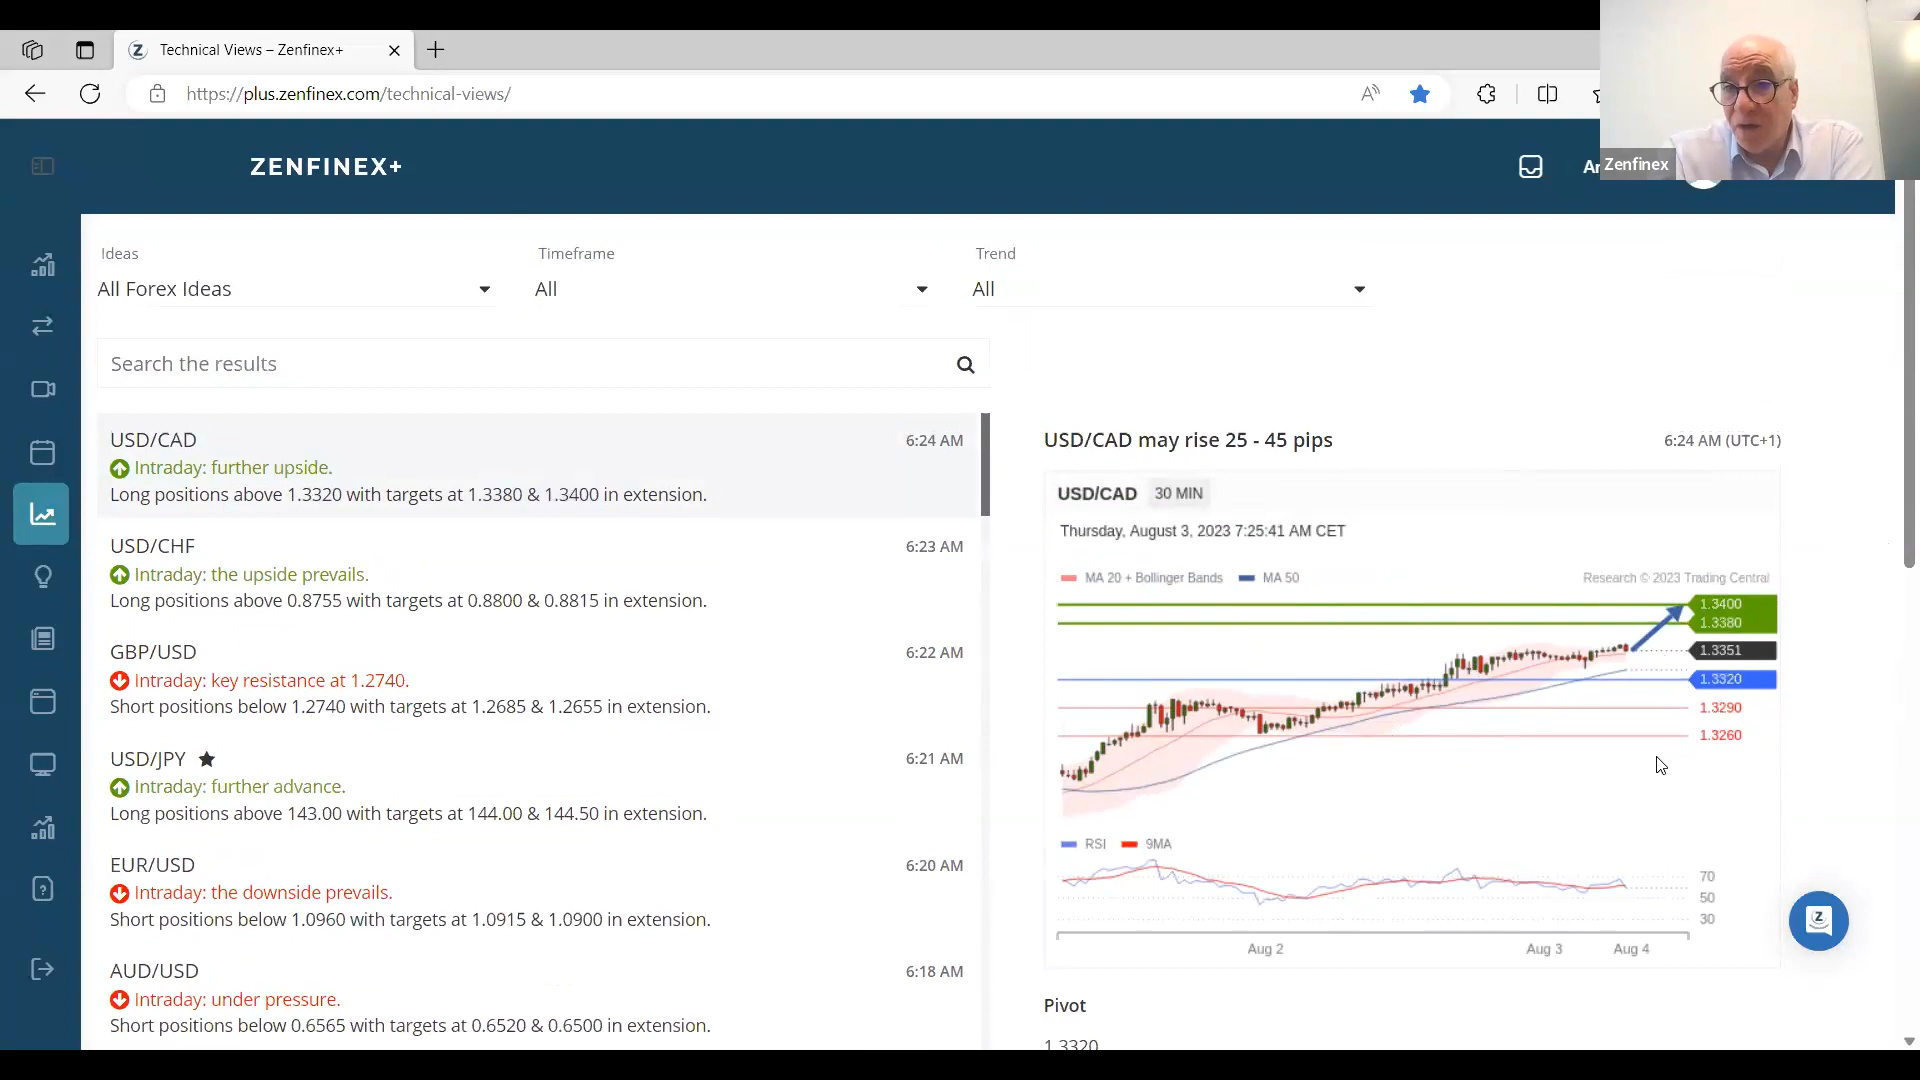 Technical Views – Zenfinex+
https://plus.zenfinex.com/technical-views/
Zenfinex
ZENFINEX+
Ideas
Timeframe
Trend
All Forex Ideas
All
All
Search the results
USD/CAD
6:24 AM
Intraday: further upside.
Long positions above 1.3320 with targets at 1.3380 & 1.3400 in extension.
USD/CHF
6:23 AM
Intraday: the upside prevails.
Long positions above 0.8755 with targets at 0.8800 & 0.8815 in extension.
GBP/USD
6:22 AM
Intraday: key resistance at 1.2740.
Short positions below 1.2740 with targets at 1.2685 & 1.2655 in extension.
USD/JPY
6:21 AM
Intraday: further advance.
Long positions above 143.00 with targets at 144.00 & 144.50 in extension.
EUR/USD
6:20 AM
Intraday: the downside prevails.
Short positions below 1.0960 with targets at 1.0915 & 1.0900 in extension.
AUD/USD
6:18 AM
Intraday: under pressure.
Short positions below 0.6565 with targets at 0.6520 & 0.6500 in extension.
USD/CAD may rise 25 - 45 pips
6:24 AM (UTC+1)
USD/CAD 30 MIN
Thursday, August 3, 2023 7:25:41 AM CET
MA 20 + Bollinger Bands MA 50
Research © 2023 Trading Central
1.3400
1.3380
1.3351
1.3320
1.3290
1.3260
RSI 9MA
70
50
30
Aug 2 Aug 3 Aug 4
Pivot
1.3320